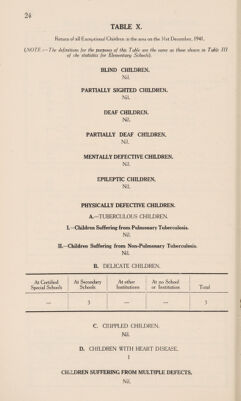 24
TABLE X.
Return of all Exceptional Children in the area on the 31st December, 1941.
(NOTE.—The definitions for the purposes of this Table are the same as those shown in Table III
of the statistics for Elementary Schools).
BLIND CHILDREN.
Nil.
PARTIALLY SIGHTED CHILDREN.
Nil.
DEAF CHILDREN.
Nil.
PARTIALLY DEAF CHILDREN.
Nil.
MENTALLY DEFECTIVE CHILDREN.
Nil.
EPILEPTIC CHILDREN.
Nil.
PHYSICALLY DEFECTIVE CHILDREN.
A.—TUBERCULOUS CHILDREN.
I.—Children Suffering from Pulmonary Tuberculosis.
Nil.
II.—Children Suffering from Non-Pulmonary Tuberculosis.
Nil.
B. DELICATE CHILDREN.
At Certified Special Schools At Secondary Schools At other Institutions At no School or Institution Total
— 3 — — 3
C. CRIPPLED CHILDREN.
Nil.
D. CHILDREN WITH HEART DISEASE.
1
CHILDREN SUFFERING FROM MULTIPLE DEFECTS.
Nil.